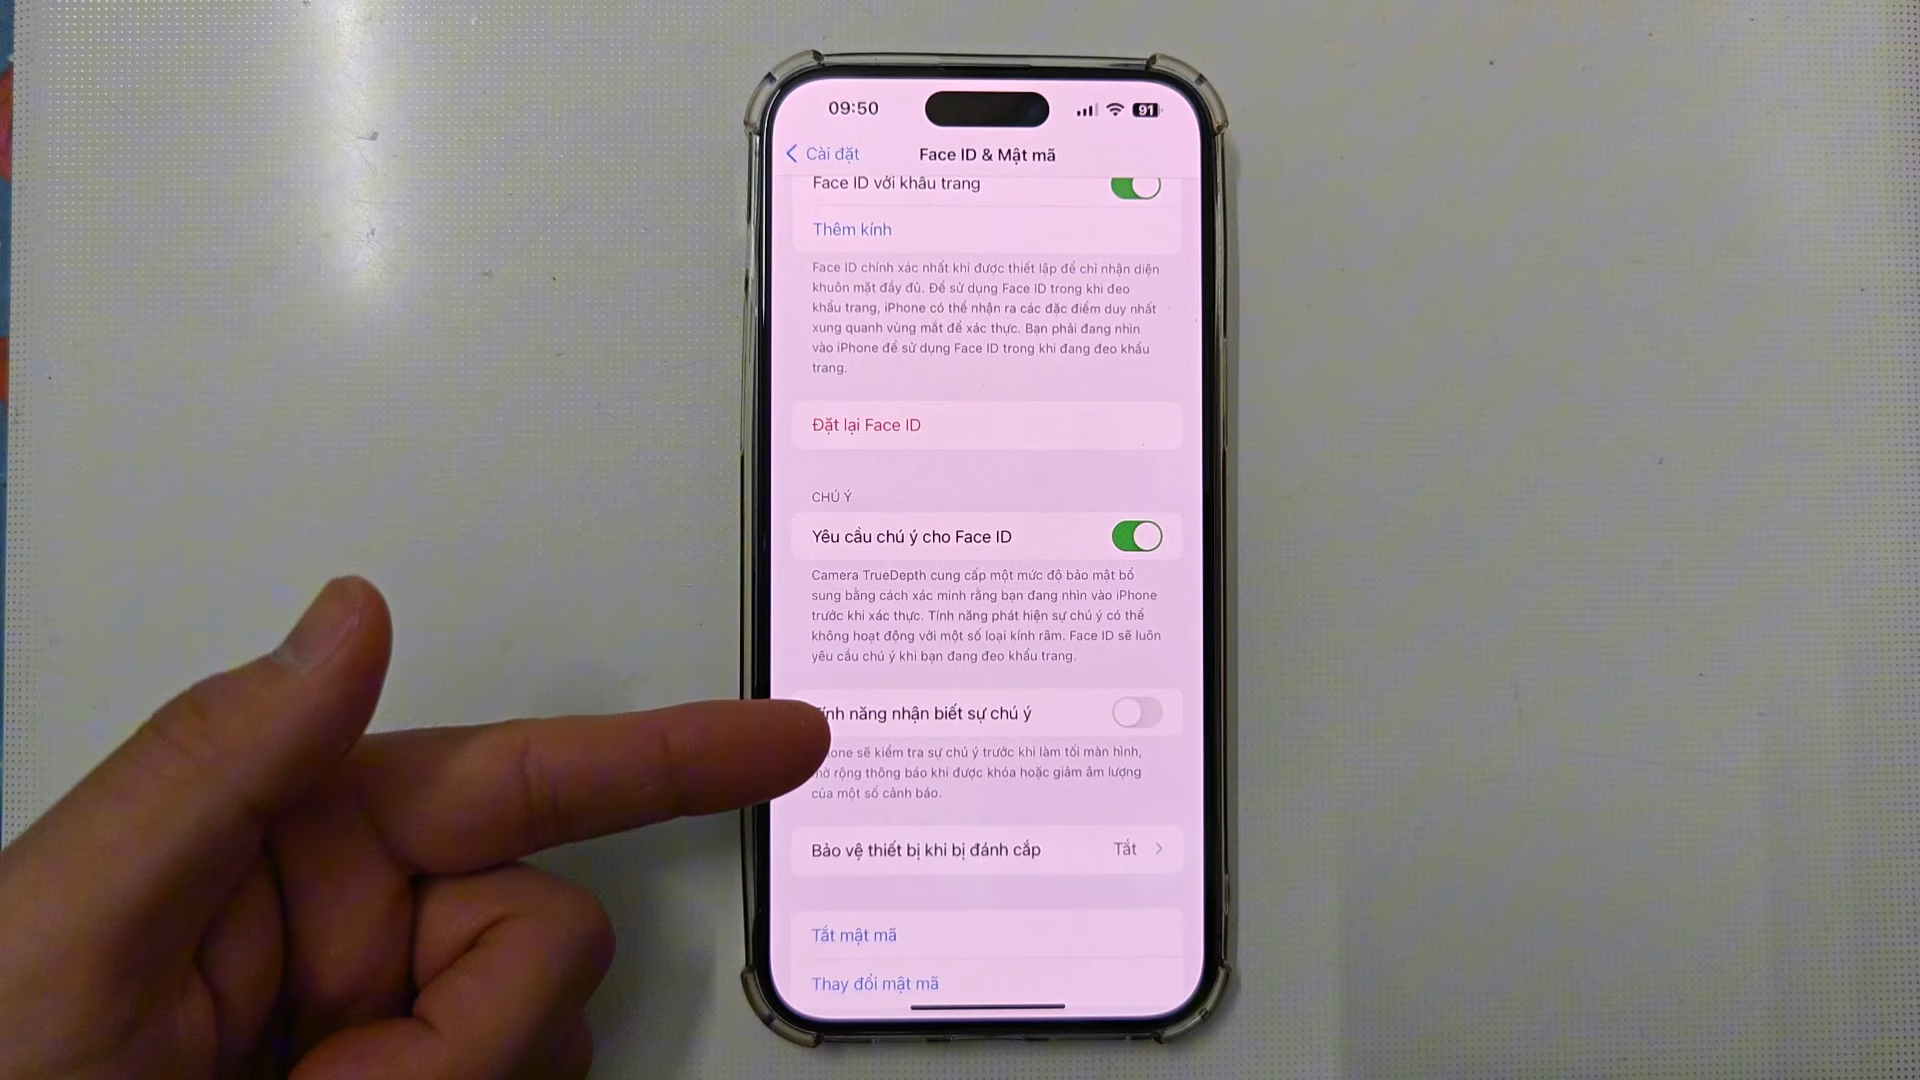 09:50
91
Cài đặt
Face ID & Mật mã
Face ID với khẩu trang
Thêm kính
Face ID chính xác nhất khi được thiết lập để chỉ nhận diện
khuôn mặt đầy đủ. Để sử dụng Face ID trong khi đeo
khẩu trang, iPhone có thể nhận ra các đặc điểm duy nhất
xung quanh vùng mắt để xác thực. Bạn phải đang nhìn
vào iPhone để sử dụng Face ID trong khi đang đeo khẩu
trang.
Đặt lại Face ID
CHÚ Ý
Yêu cầu chú ý cho Face ID
Camera TrueDepth cung cấp một mức độ bảo mật bổ
sung bằng cách xác minh rằng bạn đang nhìn vào iPhone
trước khi xác thực. Tính năng phát hiện sự chú ý có thể
không hoạt động với một số loại kính râm. Face ID sẽ luôn
yêu cầu chú ý khi bạn đang đeo khẩu trang.
năng nhận biết sự chú ý
sẽ kiểm tra sự chú ý trước khi làm tối màn hình,
rộng thông báo khi được khóa hoặc giảm âm lượng
của một số cảnh báo.
Bảo vệ thiết bị khi bị đánh cắp
Tắt
Tắt mật mã
Thay đổi mật mã